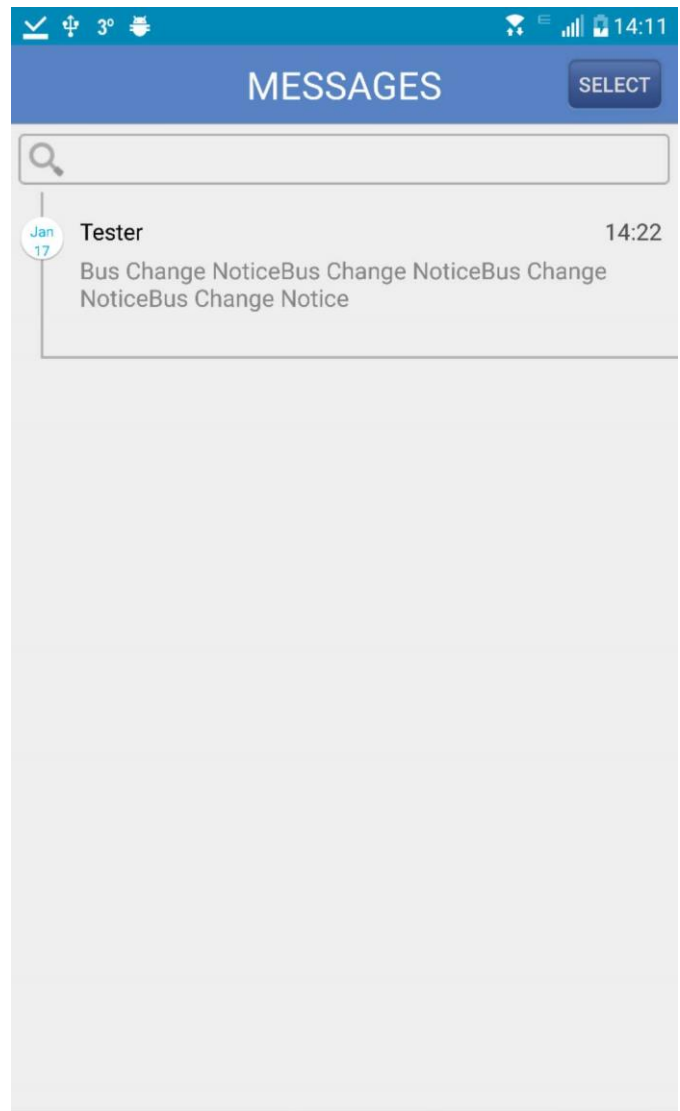 3° E 14:11
MESSAGES SELECT
Jan
17
Tester 14:22
Bus Change NoticeBus Change NoticeBus Change
NoticeBus Change Notice